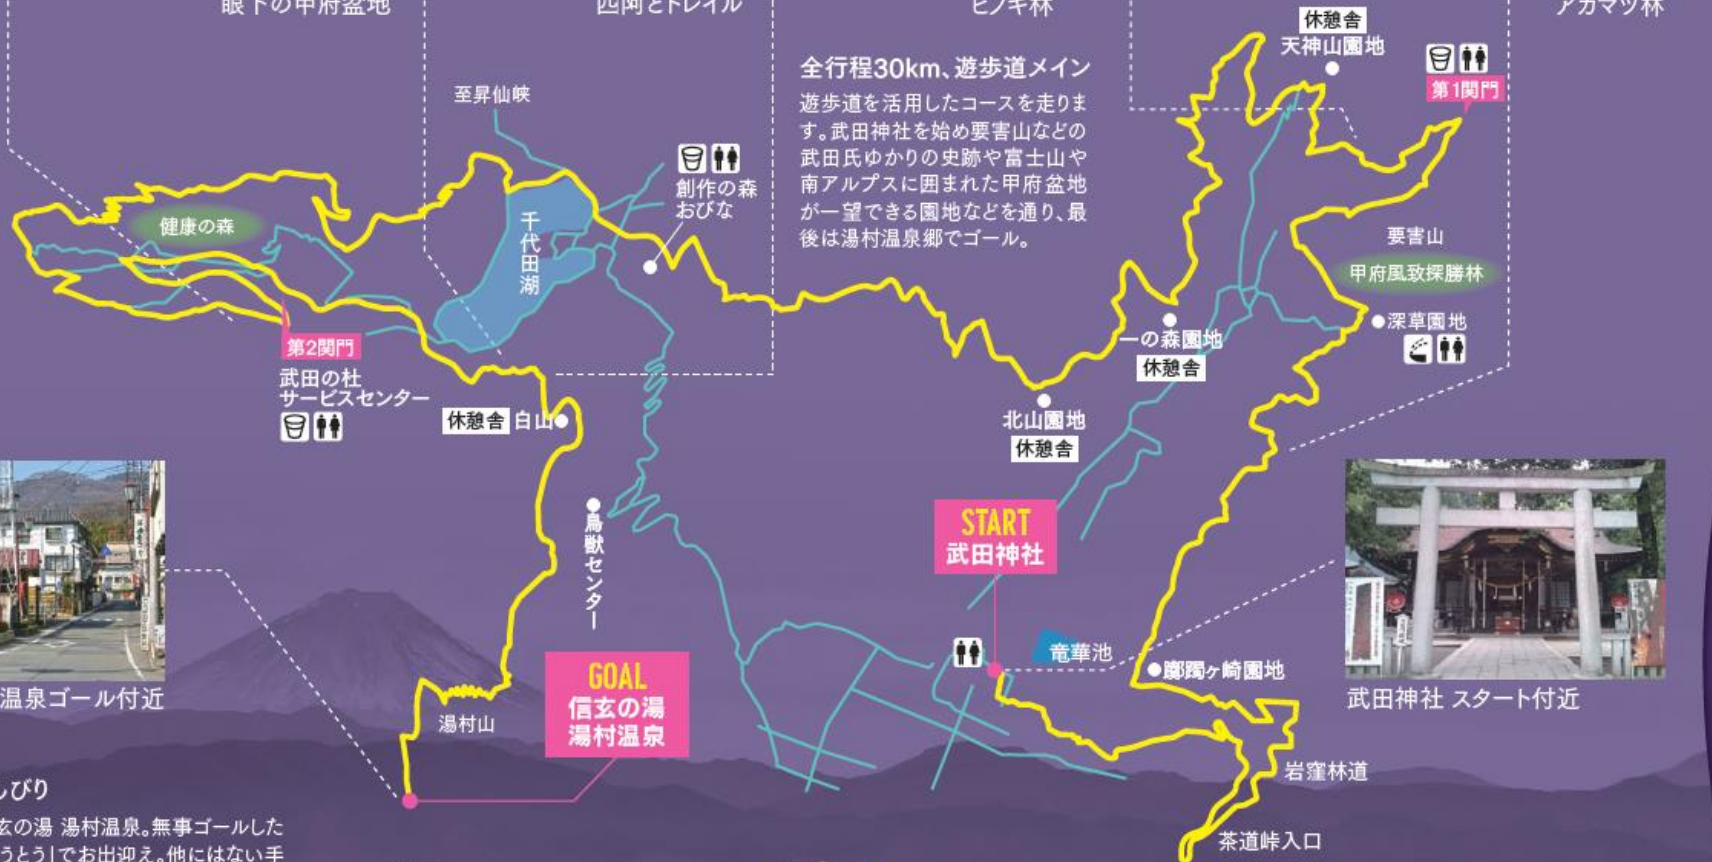 眼下の甲府盆地
四阿とトレイル
ヒノキ林
アカマツ林
休憩舎
天神山園地
第1関門
至昇仙峡
全行程30km、遊歩道メイン
遊歩道を活用したコースを走りま
す。武田神社を始め要害山などの
武田氏ゆかりの史跡や富士山や
南アルプスに囲まれた甲府盆地
が一望できる園地などを通り、最
後は湯村温泉郷でゴール。
創作の森
おびな
健康の森
千代田湖
要害山
甲府風致探勝林
深草園地
第2関門
武田の杜
サービスセンター
一の森園地
休憩舎
休憩舎 白山
北山園地
休憩舎
鳥獣センター
START
武田神社
竜華池
躑躅ヶ崎園地
GOAL
信玄の湯
湯村温泉
温泉ゴール付近
湯村山
武田神社 スタート付近
岩窪林道
茶道峠入口
んびり
玄の湯 湯村温泉。無事ゴールした
うとう」でお出迎え。他にはない手